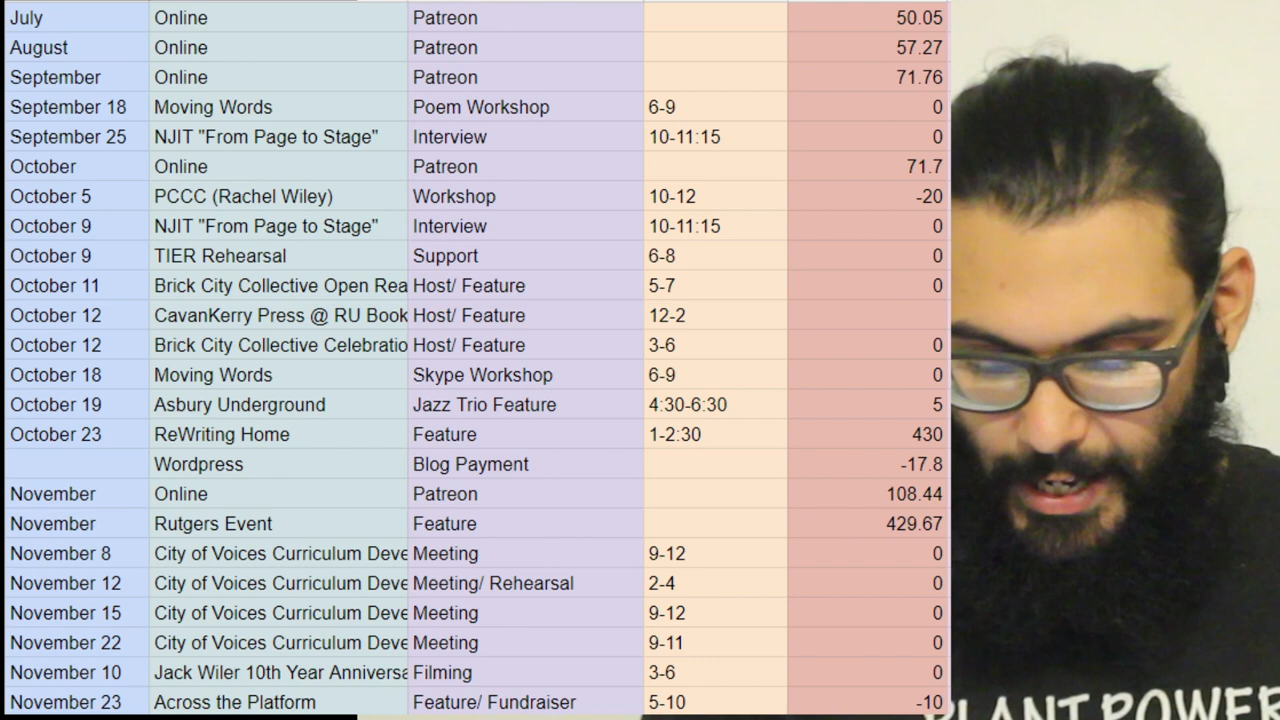 July Online Patreon 50.05
August Online Patreon 57.27
September Online Patreon 71.76
September 18 Moving Words Poem Workshop 6-9 0
September 25 NJIT "From Page to Stage" Interview 10-11:15 0
October Online Patreon 71.7
October 5 PCCC (Rachel Wiley) Workshop 10-12 -20
October 9 NJIT "From Page to Stage" Interview 10-11:15 0
October 9 TIER Rehearsal Support 6-8 0
October 11 Brick City Collective Open Rea Host/ Feature 5-7 0
October 12 CavanKerry Press @ RU Book Host/ Feature 12-2
October 12 Brick City Collective Celebratio Host/ Feature 3-6 0
October 18 Moving Words Skype Workshop 6-9 0
October 19 Asbury Underground Jazz Trio Feature 4:30-6:30 5
October 23 ReWriting Home Feature 1-2:30 430
Wordpress Blog Payment -17.8
November Online Patreon 108.44
November Rutgers Event Feature 429.67
November 8 City of Voices Curriculum Deve Meeting 9-12 0
November 12 City of Voices Curriculum Deve Meeting/ Rehearsal 2-4 0
November 15 City of Voices Curriculum Deve Meeting 9-12 0
November 22 City of Voices Curriculum Deve Meeting 9-11 0
November 10 Jack Wiler 10th Year Anniversa Filming 3-6 0
November 23 Across the Platform Feature/ Fundraiser 5-10 -10
PLANT POWER